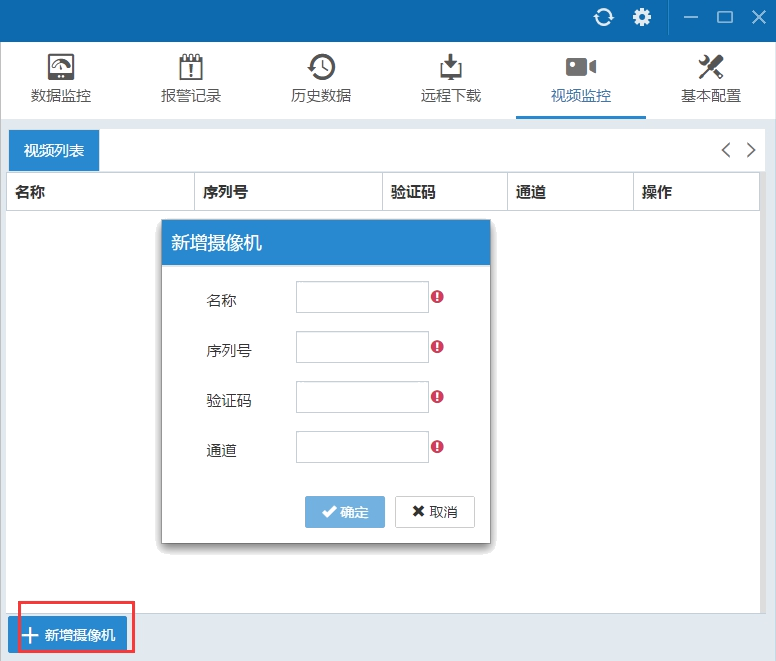 数据监控 报警记录 历史数据 远程下载 视频监控 基本配置
视频列表
名称 序列号 验证码 通道 操作
新增摄像机
名称
序列号
验证码
通道
确定 取消
新增摄像机